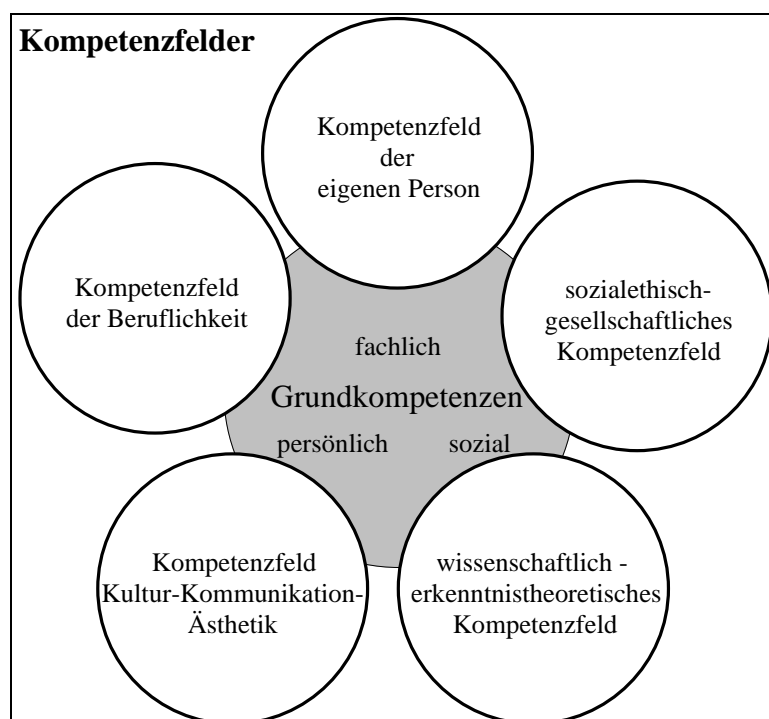 Kompetenzfelder
Kompetenzfeld
der
eigenen Person
Kompetenzfeld
der Beruflichkeit
sozialethisch-
gesellschaftliches
Kompetenzfeld
fachlich
Grundkompetenzen
persönlich sozial
Kompetenzfeld
Kultur-Kommunikation-
Ästhetik
wissenschaftlich -
erkenntnistheoretisches
Kompetenzfeld